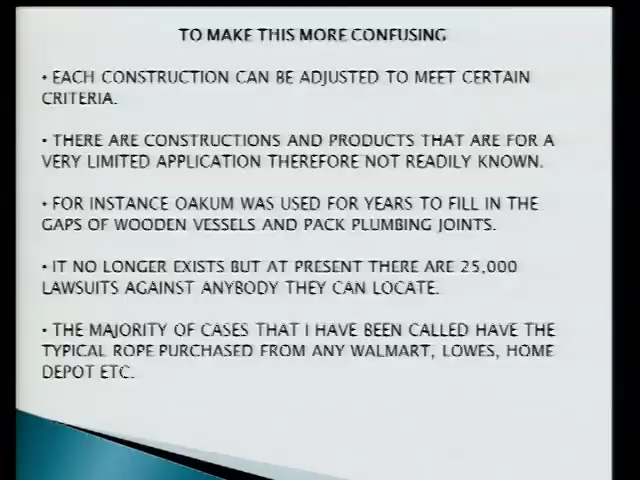 TO MAKE THIS MORE CONFUSING
• EACH CONSTRUCTION CAN BE ADJUSTED TO MEET CERTAIN
CRITERIA.
• THERE ARE CONSTRUCTIONS AND PRODUCTS THAT ARE FOR A
VERY LIMITED APPLICATION THEREFORE NOT READILY KNOWN.
• FOR INSTANCE OAKUM WAS USED FOR YEARS TO FILL IN THE
GAPS OF WOODEN VESSELS AND PACK PLUMBING JOINTS.
• IT NO LONGER EXISTS BUT AT PRESENT THERE ARE 25,000
LAWSUITS AGAINST ANYBODY THEY CAN LOCATE.
• THE MAJORITY OF CASES THAT I HAVE BEEN CALLED HAVE THE
TYPICAL ROPE PURCHASED FROM ANY WALMART, LOWES, HOME
DEPOT ETC.